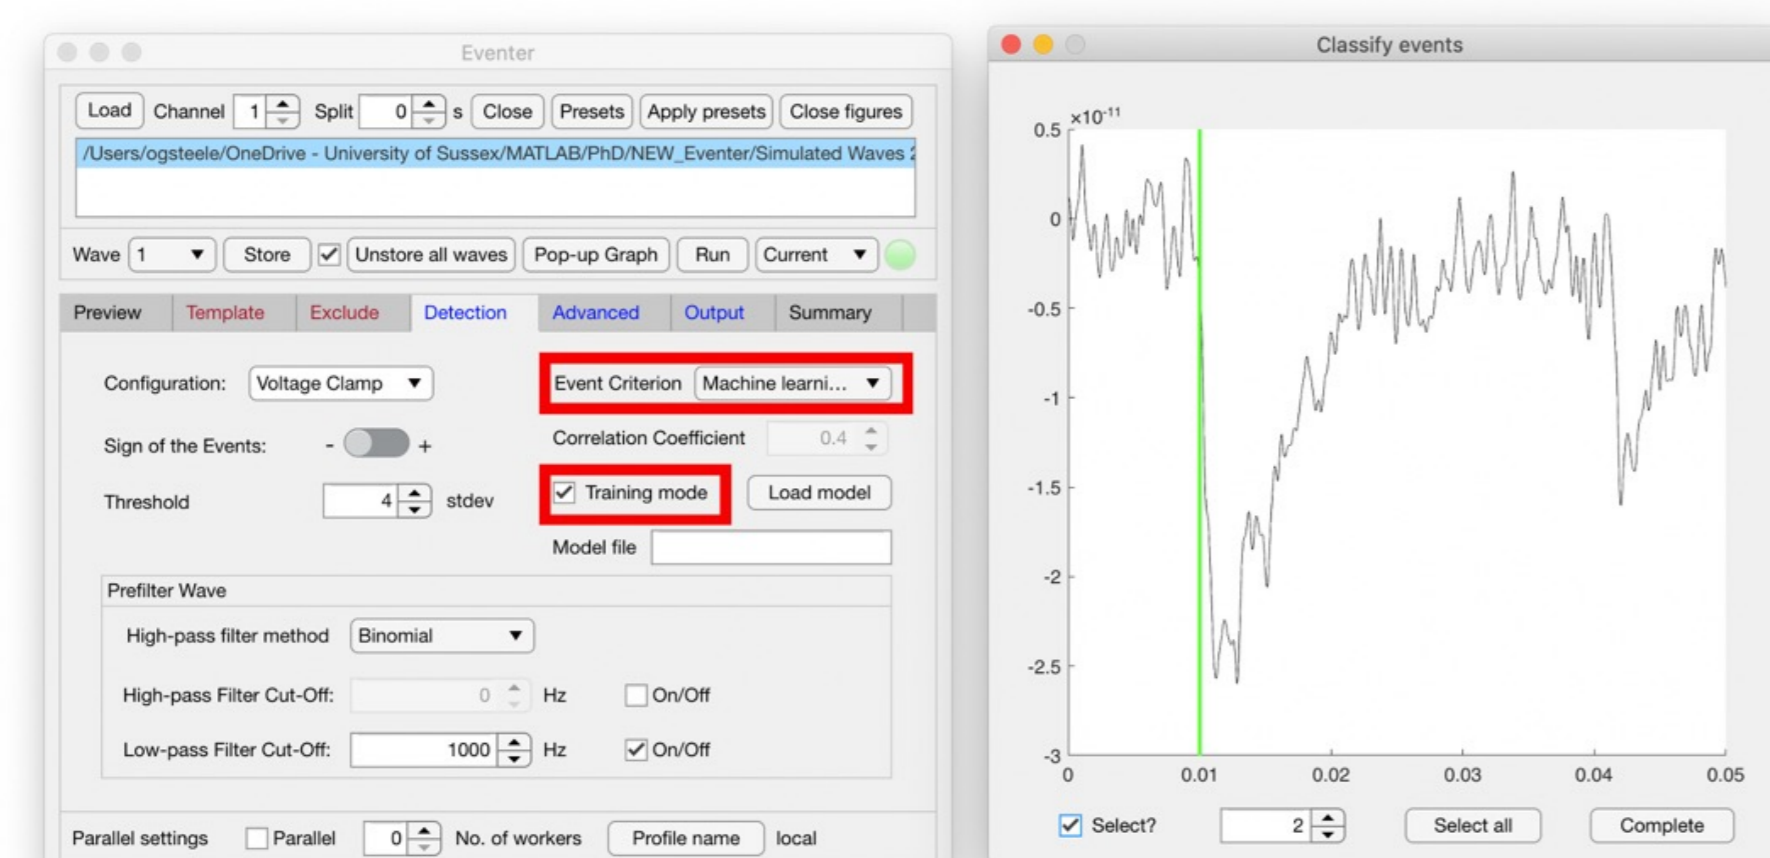 Eventer
Load Channel 1 Split 0 s Close Presets Apply presets Close figures
/Users/ogsteele/OneDrive - University of Sussex/MATLAB/PhD/NEW_Eventer/Simulated Waves
Wave 1 Store Unstore all waves Pop-up Graph Run Current
Preview Template Exclude Detection Advanced Output Summary
Configuration: Voltage Clamp
Event Criterion Machine learni...
Sign of the Events: - +
Correlation Coefficient 0.4
Threshold 4 stdev
Training mode Load model
Model file
Prefilter Wave
High-pass filter method Binomial
High-pass Filter Cut-Off: 0 Hz On/Off
Low-pass Filter Cut-Off: 1000 Hz On/Off
Parallel settings Parallel 0 No. of workers Profile name local
Classify events
×10⁻¹¹
0.5
0
-0.5
-1
-1.5
-2
-2.5
-3
0 0.01 0.02 0.03 0.04 0.05
Select? 2 Select all Complete